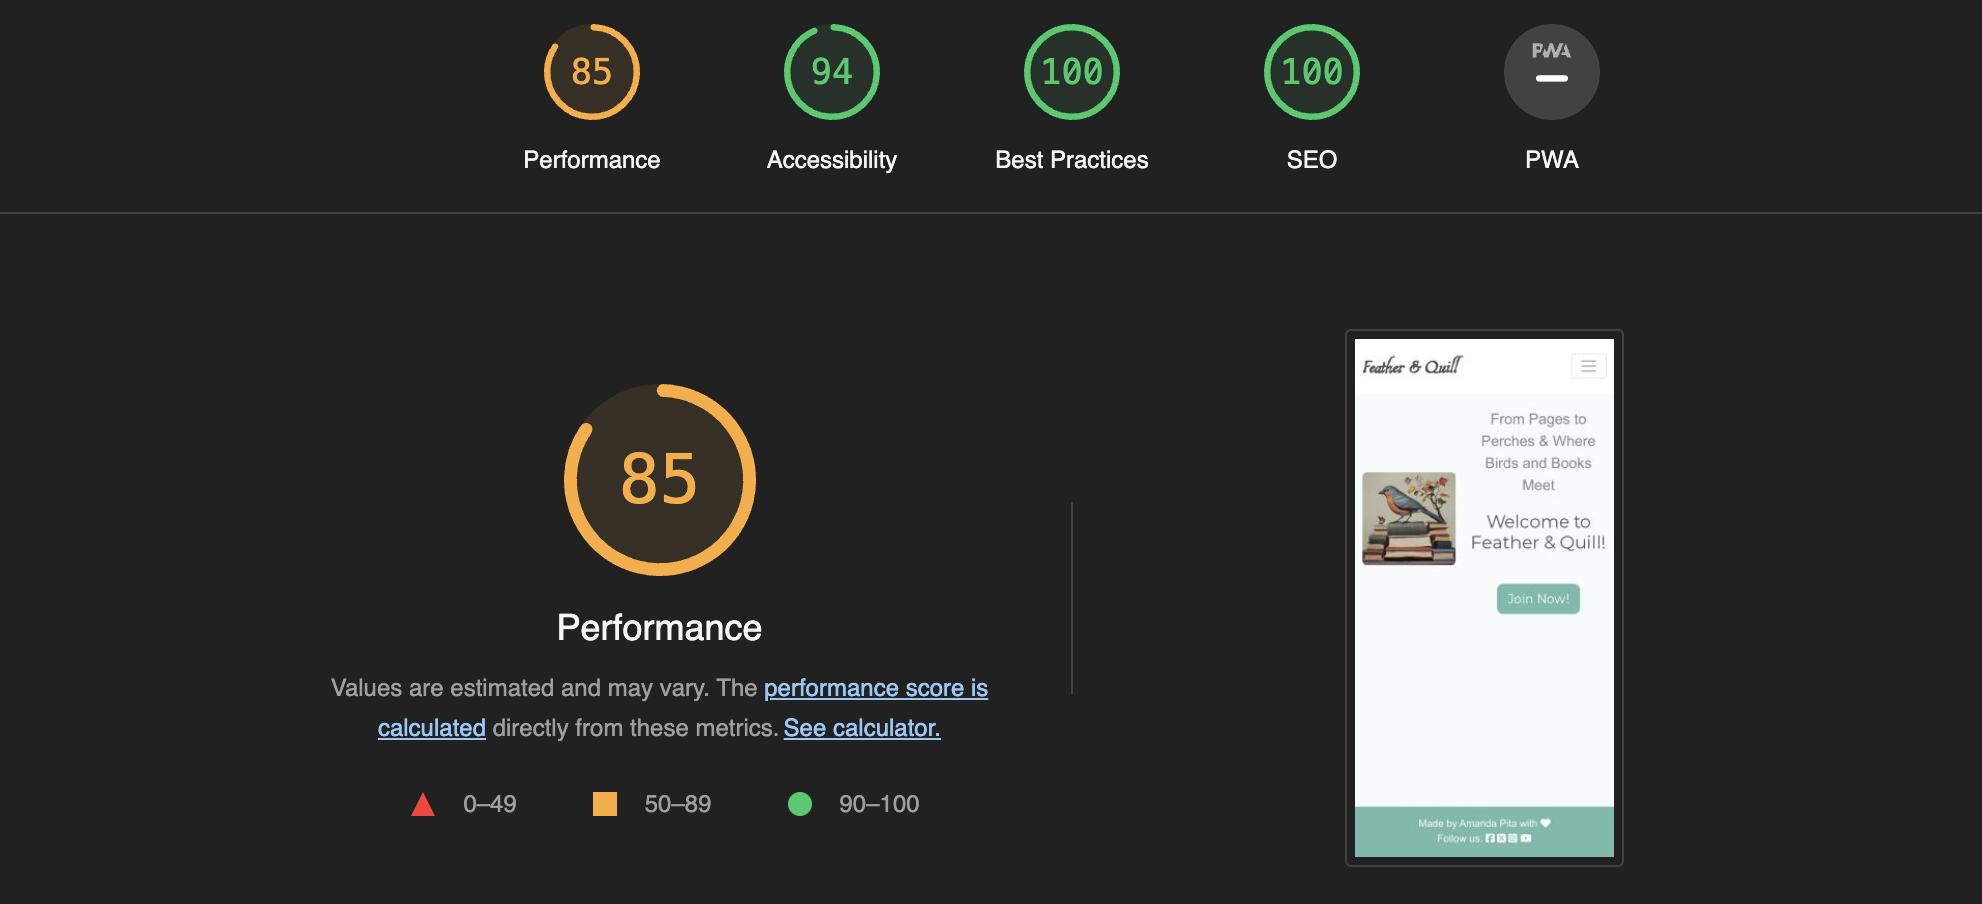 85 94 100 100 PWA
Performance Accessibility Best Practices SEO PWA
85
Performance
Values are estimated and may vary. The performance score is
calculated directly from these metrics. See calculator.
0–49 50–89 90–100
Feather & Quill
From Pages to
Perches & Where
Birds and Books
Meet
Welcome to
Feather & Quill!
Join Now!
Made by Amanda Pita with
Follow us: